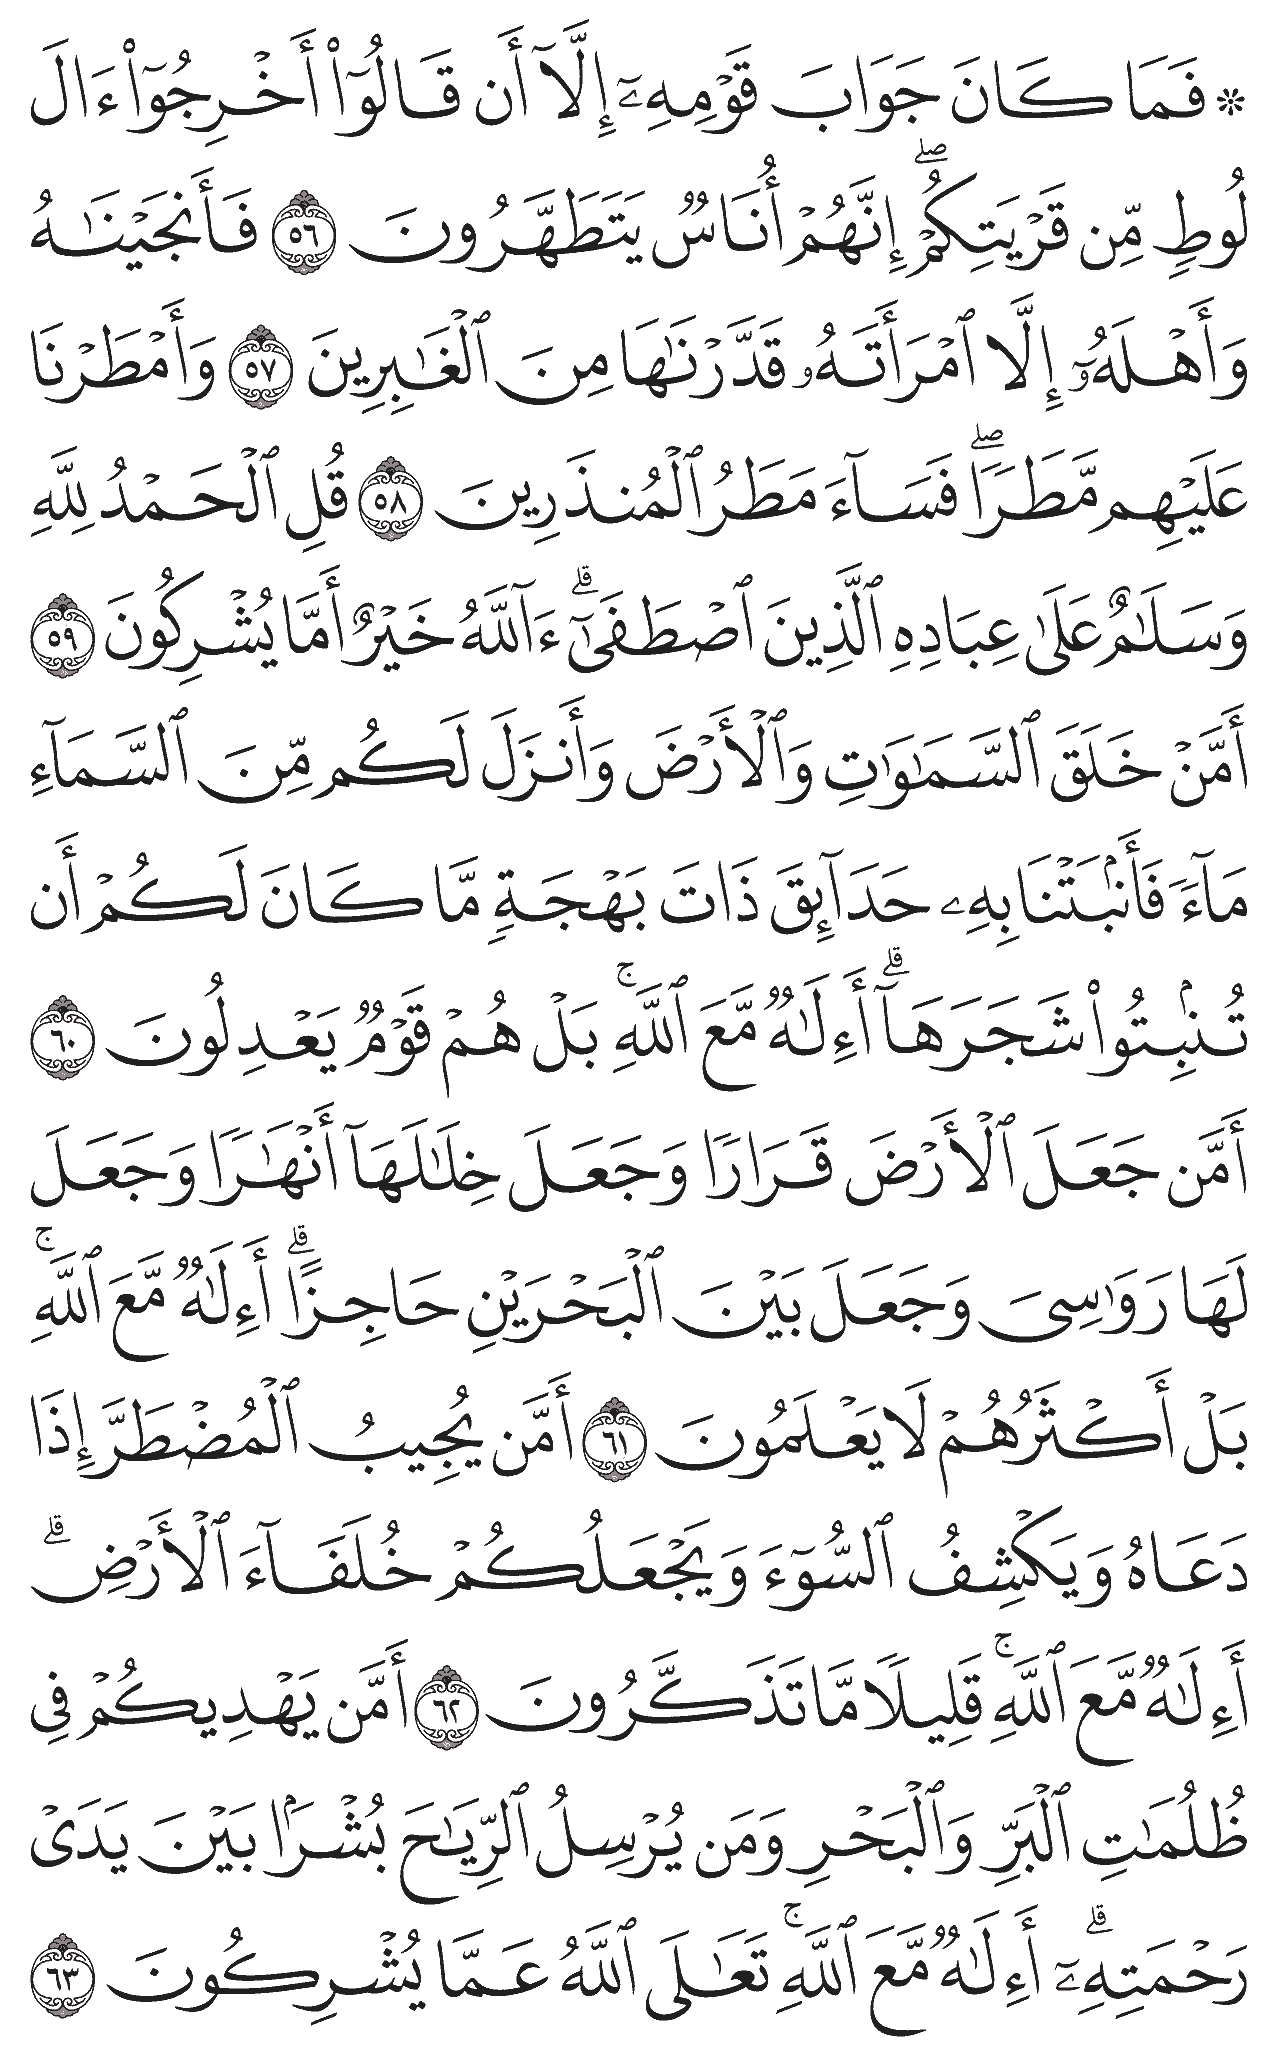 ۞ فَمَا كَانَ جَوَابَ قَوْمِهِۦٓ إِلَّآ أَن قَالُوٓا۟ أَخْرِجُوٓا۟ ءَالَ
لُوطٍ مِّن قَرْيَتِكُمْ ۖ إِنَّهُمْ أُنَاسٌ يَتَطَهَّرُونَ ٥٦ فَأَنجَيْنَـٰهُ
وَأَهْلَهُۥٓ إِلَّا ٱمْرَأَتَهُۥ قَدَّرْنَـٰهَا مِنَ ٱلْغَـٰبِرِينَ ٥٧ وَأَمْطَرْنَا
عَلَيْهِم مَّطَرًا ۖ فَسَآءَ مَطَرُ ٱلْمُنذَرِينَ ٥٨ قُلِ ٱلْحَمْدُ لِلَّهِ
وَسَلَـٰمٌ عَلَىٰ عِبَادِهِ ٱلَّذِينَ ٱصْطَفَىٰٓ ۗ ءَآللَّهُ خَيْرٌ أَمَّا يُشْرِكُونَ ٥٩
أَمَّنْ خَلَقَ ٱلسَّمَـٰوَٰتِ وَٱلْأَرْضَ وَأَنزَلَ لَكُم مِّنَ ٱلسَّمَآءِ
مَآءً فَأَنۢبَتْنَا بِهِۦ حَدَآئِقَ ذَاتَ بَهْجَةٍ مَّا كَانَ لَكُمْ أَن
تُنۢبِتُوا۟ شَجَرَهَآ ۗ أَءِلَـٰهٌ مَّعَ ٱللَّهِ ۚ بَلْ هُمْ قَوْمٌ يَعْدِلُونَ ٦٠
أَمَّن جَعَلَ ٱلْأَرْضَ قَرَارًا وَجَعَلَ خِلَـٰلَهَآ أَنْهَـٰرًا وَجَعَلَ
لَهَا رَوَٰسِىَ وَجَعَلَ بَيْنَ ٱلْبَحْرَيْنِ حَاجِزًا ۗ أَءِلَـٰهٌ مَّعَ ٱللَّهِ ۚ
بَلْ أَكْثَرُهُمْ لَا يَعْلَمُونَ ٦١ أَمَّن يُجِيبُ ٱلْمُضْطَرَّ إِذَا
دَعَاهُ وَيَكْشِفُ ٱلسُّوٓءَ وَيَجْعَلُكُمْ خُلَفَآءَ ٱلْأَرْضِ ۗ
أَءِلَـٰهٌ مَّعَ ٱللَّهِ ۚ قَلِيلًا مَّا تَذَكَّرُونَ ٦٢ أَمَّن يَهْدِيكُمْ فِى
ظُلُمَـٰتِ ٱلْبَرِّ وَٱلْبَحْرِ وَمَن يُرْسِلُ ٱلرِّيَـٰحَ بُشْرًۢا بَيْنَ يَدَىْ
رَحْمَتِهِۦٓ ۗ أَءِلَـٰهٌ مَّعَ ٱللَّهِ ۚ تَعَـٰلَى ٱللَّهُ عَمَّا يُشْرِكُونَ ٦٣